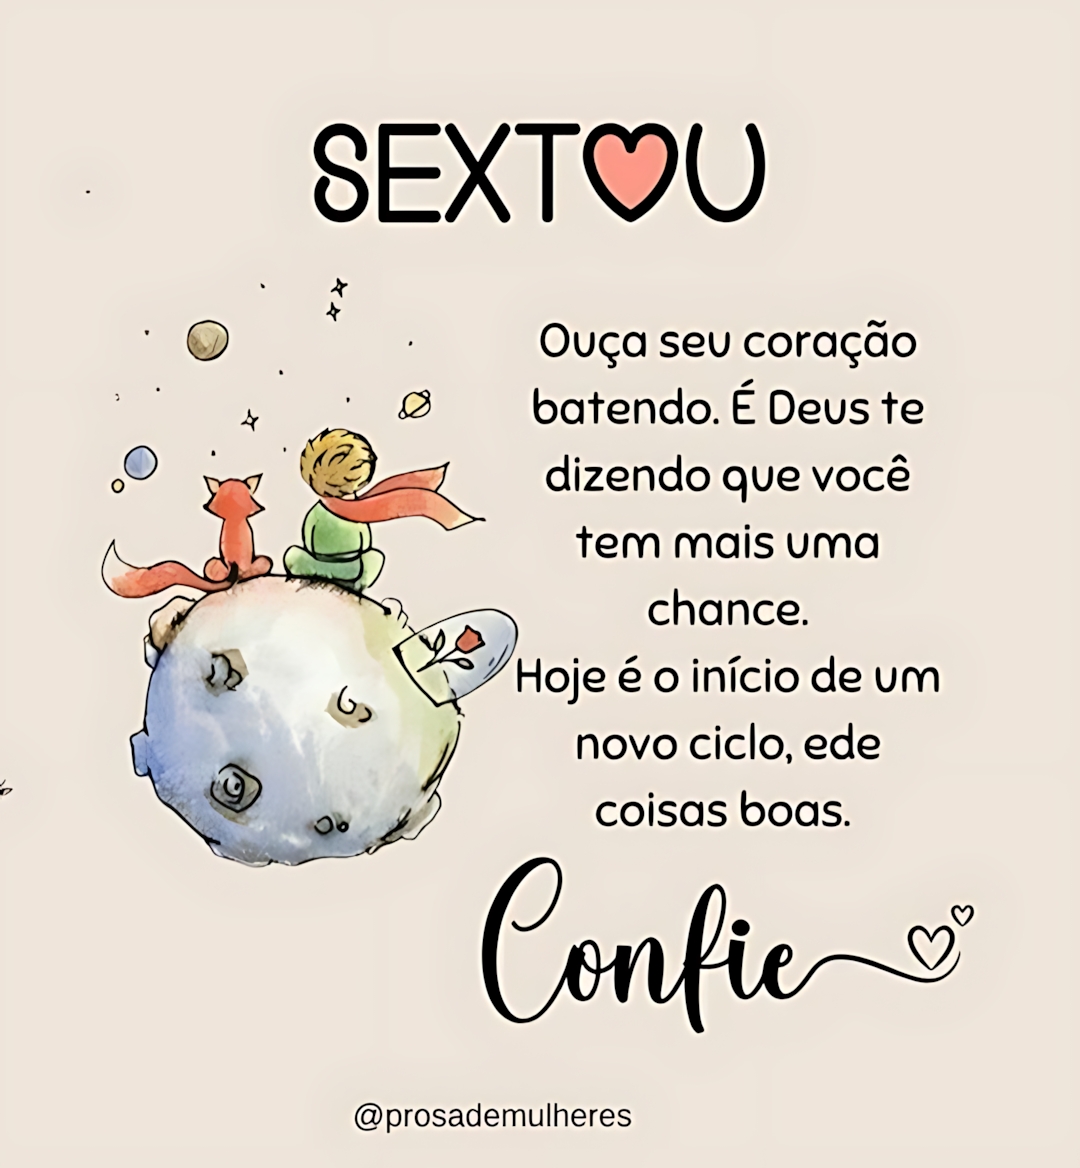 SEXTOU
Ouça seu coração
batendo. É Deus te
dizendo que você
tem mais uma
chance.
Hoje é o início de um
novo ciclo, ede
coisas boas.
Confie
@prosademulheres